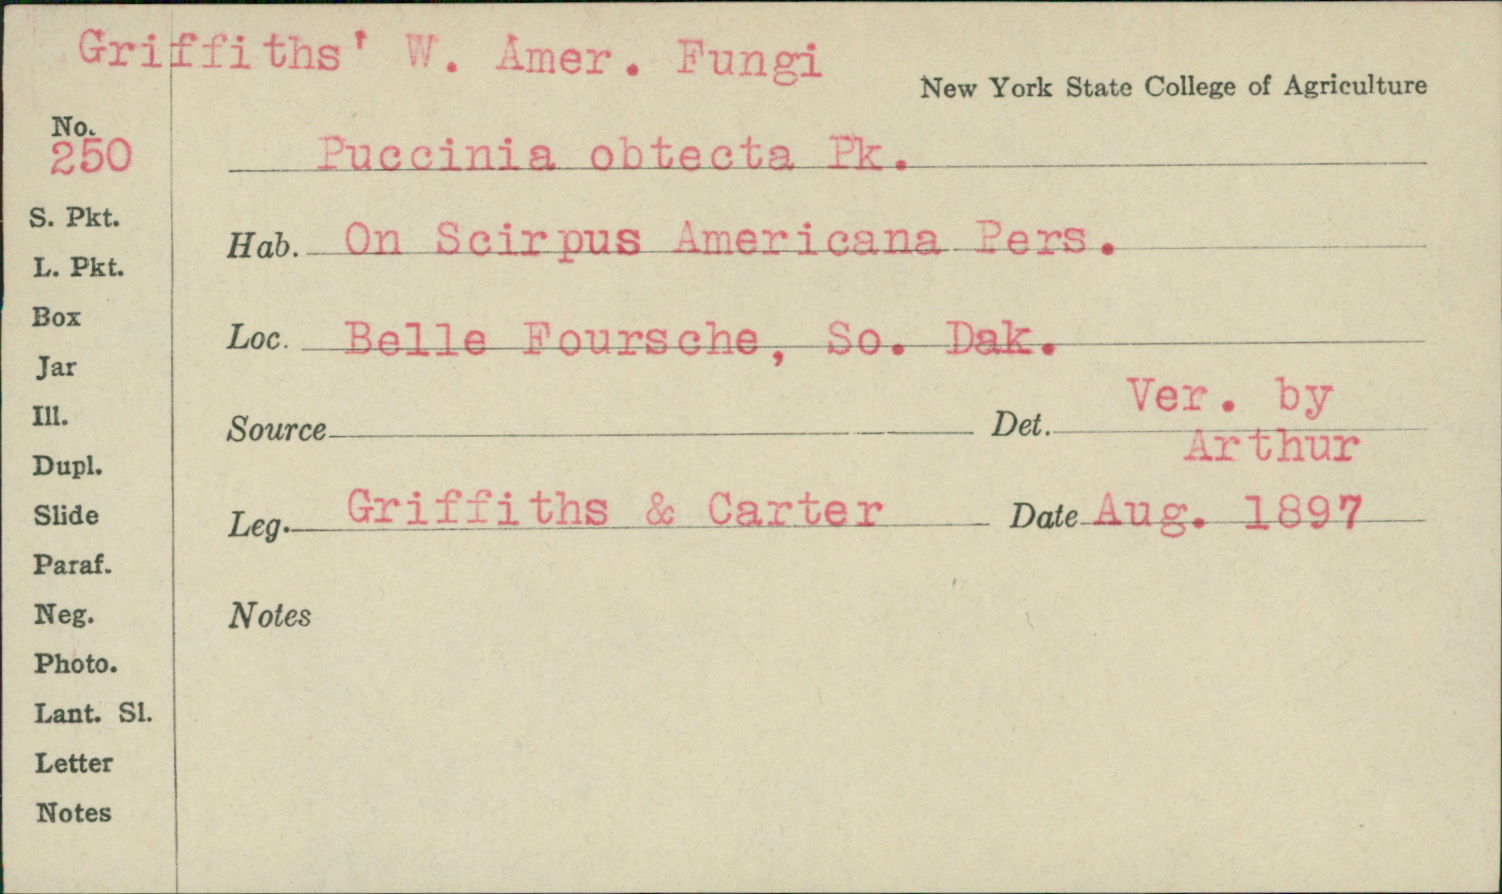 Griffiths' W. Amer. Fungi
New York State College of Agriculture
No.
250
Puccinia obtecta Pk.
S. Pkt.
Hab. On Scirpus Americana Pers.
L. Pkt.
Box
Loc. Belle Foursche, So. Dak.
Jar
Ill.
Source Det. Ver. by
Arthur
Dupl.
Slide
Leg. Griffiths & Carter Date Aug. 1897
Paraf.
Neg.
Notes
Photo.
Lant. Sl.
Letter
Notes